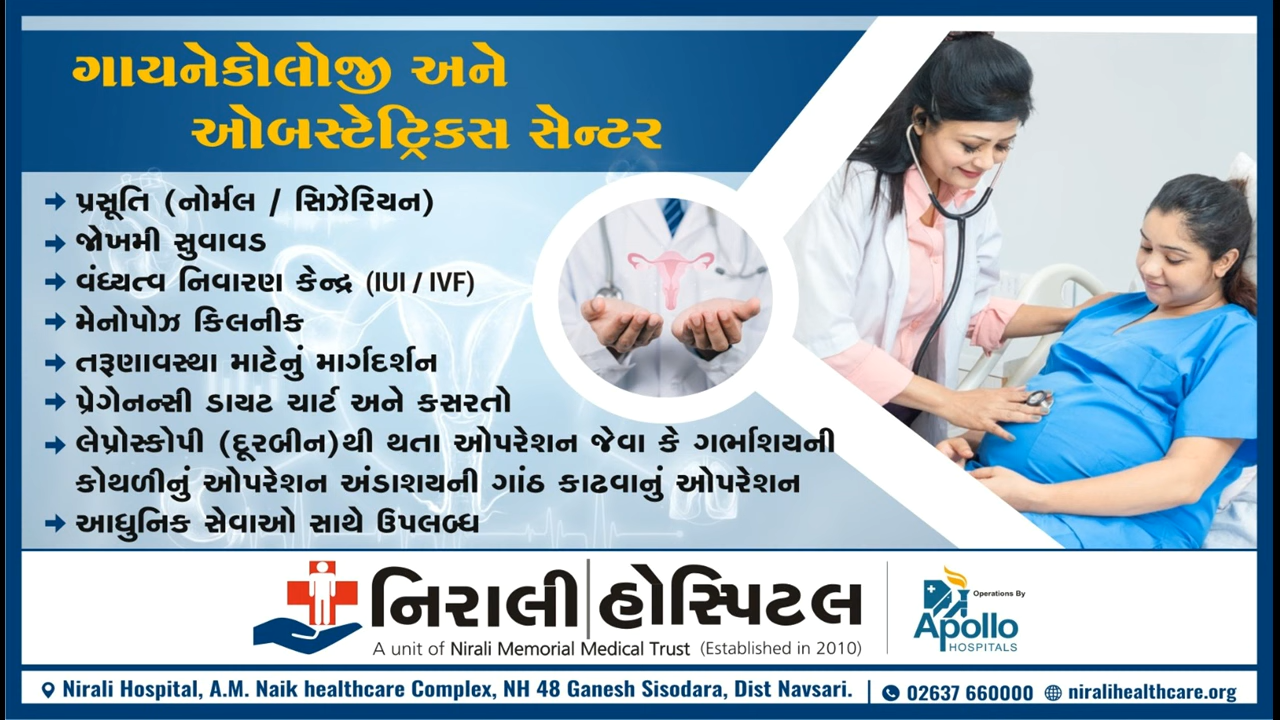 ગાયનેકોલોજી અને
ઓબસ્ટેટ્રિકસ સેન્ટર
પ્રસૂતિ (નોર્મલ / સિઝેરિયન)
જોખમી સુવાવડ
વંધ્યત્વ નિવારણ કેન્દ્ર (IUI / IVF)
મેનોપોઝ કિલનીક
તરૂણાવસ્થા માટેનું માર્ગદર્શન
પ્રેગેનન્સી ડાયટ ચાર્ટ અને કસરતો
લેપ્રોસ્કોપી (દૂરબીન)થી થતા ઓપરેશન જેવા કે ગર્ભાશયની
કોથળીનું ઓપરેશન અંડાશયની ગાંઠ કાઢવાનું ઓપરેશન
આધુનિક સેવાઓ સાથે ઉપલબ્ધ
નિરાલી હોસ્પિટલ
A unit of Nirali Memorial Medical Trust (Established in 2010)
Operations By
Apollo
HOSPITALS
Nirali Hospital, A.M. Naik healthcare Complex, NH 48 Ganesh Sisodara, Dist Navsari. | 02637 660000 niralihealthcare.org